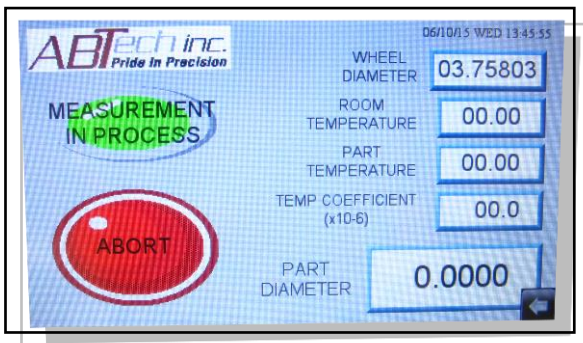 ABTech inc.
Pride in Precision
06/10/15 WED 13:45:55
WHEEL
DIAMETER
03.75803
MEASUREMENT
IN PROCESS
ROOM
TEMPERATURE
00.00
PART
TEMPERATURE
00.00
TEMP COEFFICIENT
(x10-6)
00.0
ABORT
PART
DIAMETER
0.0000